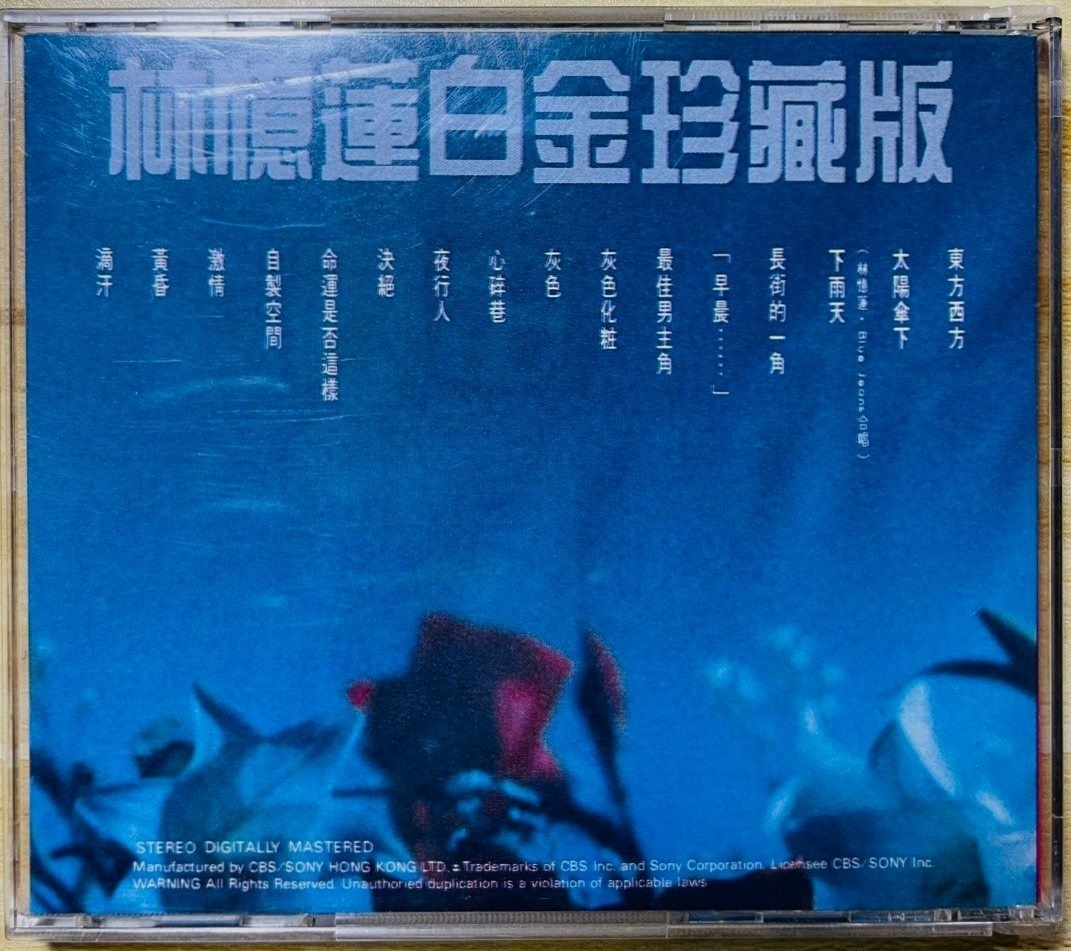 林憶蓮白金珍藏版
東方西方
太陽傘下
（林憶蓮、Blue Jeans合唱）
下雨天
長街的一角
「早晨……」
最佳男主角
灰色化粧
灰色
心碎巷
夜行人
決絕
命運是否這樣
自製空間
激情
黃昏
滴汗
STEREO DIGITALLY MASTERED
Manufactured by CBS/SONY HONG KONG LTD. Trademarks of CBS Inc. and Sony Corporation. Licensee CBS/SONY Inc.
WARNING All Rights Reserved. Unauthoried duplication is a violation of applicable laws